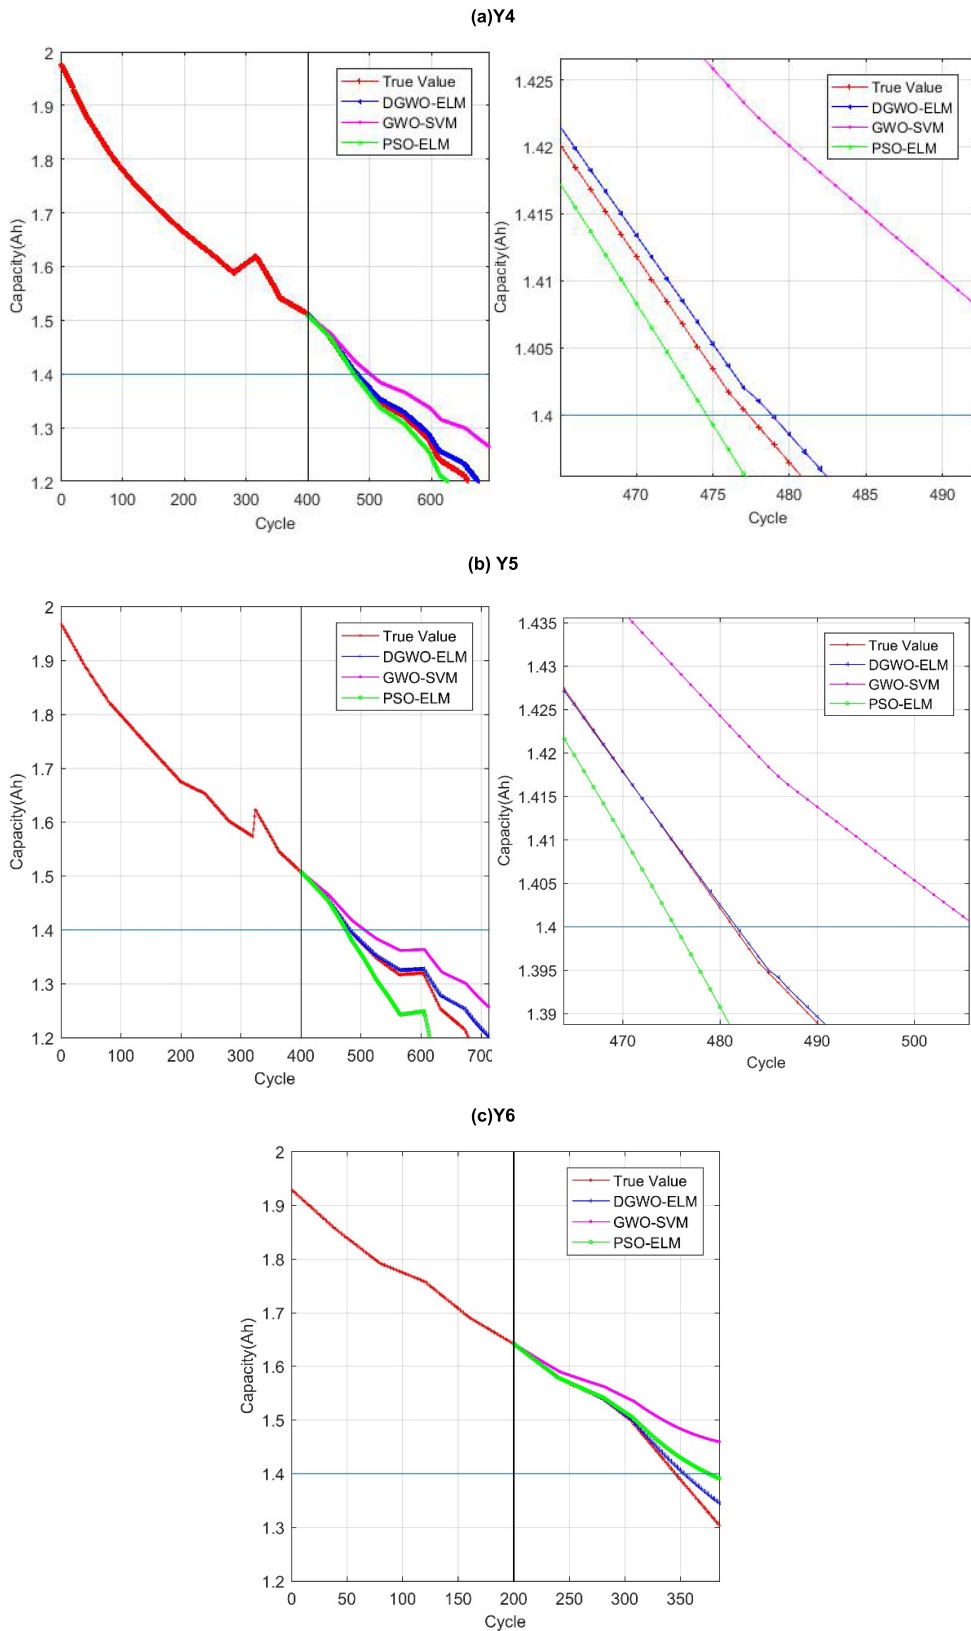 (a)Y4
2
1.9
1.8
1.7
1.6
1.5
1.4
1.3
1.2
0 100 200 300 400 500 600
Capacity(Ah)
Cycle
True Value
DGWO-ELM
GWO-SVM
PSO-ELM
1.425
1.42
1.415
1.41
1.405
1.4
470 475 480 485 490
Capacity(Ah)
Cycle
True Value
DGWO-ELM
GWO-SVM
PSO-ELM
(b) Y5
2
1.9
1.8
1.7
1.6
1.5
1.4
1.3
1.2
0 100 200 300 400 500 600 700
Capacity(Ah)
Cycle
True Value
DGWO-ELM
GWO-SVM
PSO-ELM
1.435
1.43
1.425
1.42
1.415
1.41
1.405
1.4
1.395
1.39
470 480 490 500
Capacity(Ah)
Cycle
True Value
DGWO-ELM
GWO-SVM
PSO-ELM
(c)Y6
2
1.9
1.8
1.7
1.6
1.5
1.4
1.3
1.2
0 50 100 150 200 250 300 350
Capacity(Ah)
Cycle
True Value
DGWO-ELM
GWO-SVM
PSO-ELM